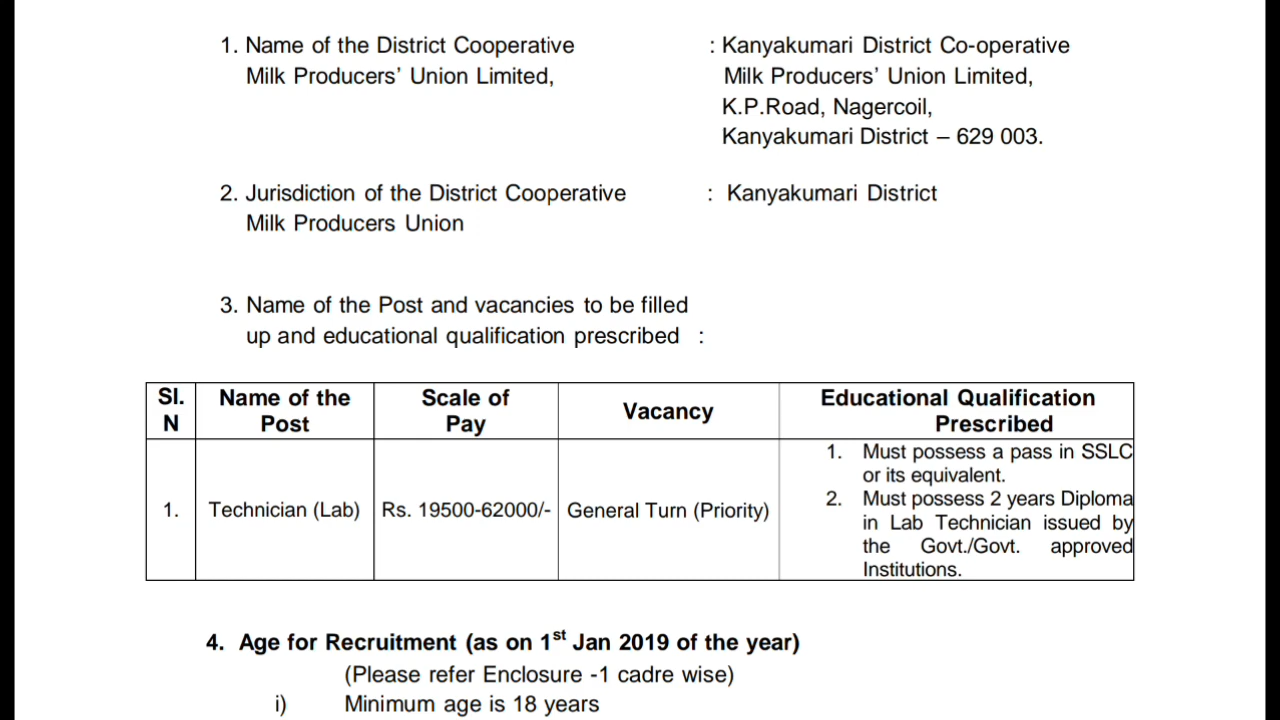 1. Name of the District Cooperative : Kanyakumari District Co-operative
Milk Producers’ Union Limited, Milk Producers’ Union Limited,
K.P.Road, Nagercoil,
Kanyakumari District – 629 003.
2. Jurisdiction of the District Cooperative : Kanyakumari District
Milk Producers Union
3. Name of the Post and vacancies to be filled
up and educational qualification prescribed :
Sl. N
Name of the Post
Scale of Pay
Vacancy
Educational Qualification Prescribed
1.
Technician (Lab)
Rs. 19500-62000/-
General Turn (Priority)
1. Must possess a pass in SSLC
or its equivalent.
2. Must possess 2 years Diploma
in Lab Technician issued by
the Govt./Govt. approved
Institutions.
4. Age for Recruitment (as on 1st Jan 2019 of the year)
(Please refer Enclosure -1 cadre wise)
i) Minimum age is 18 years